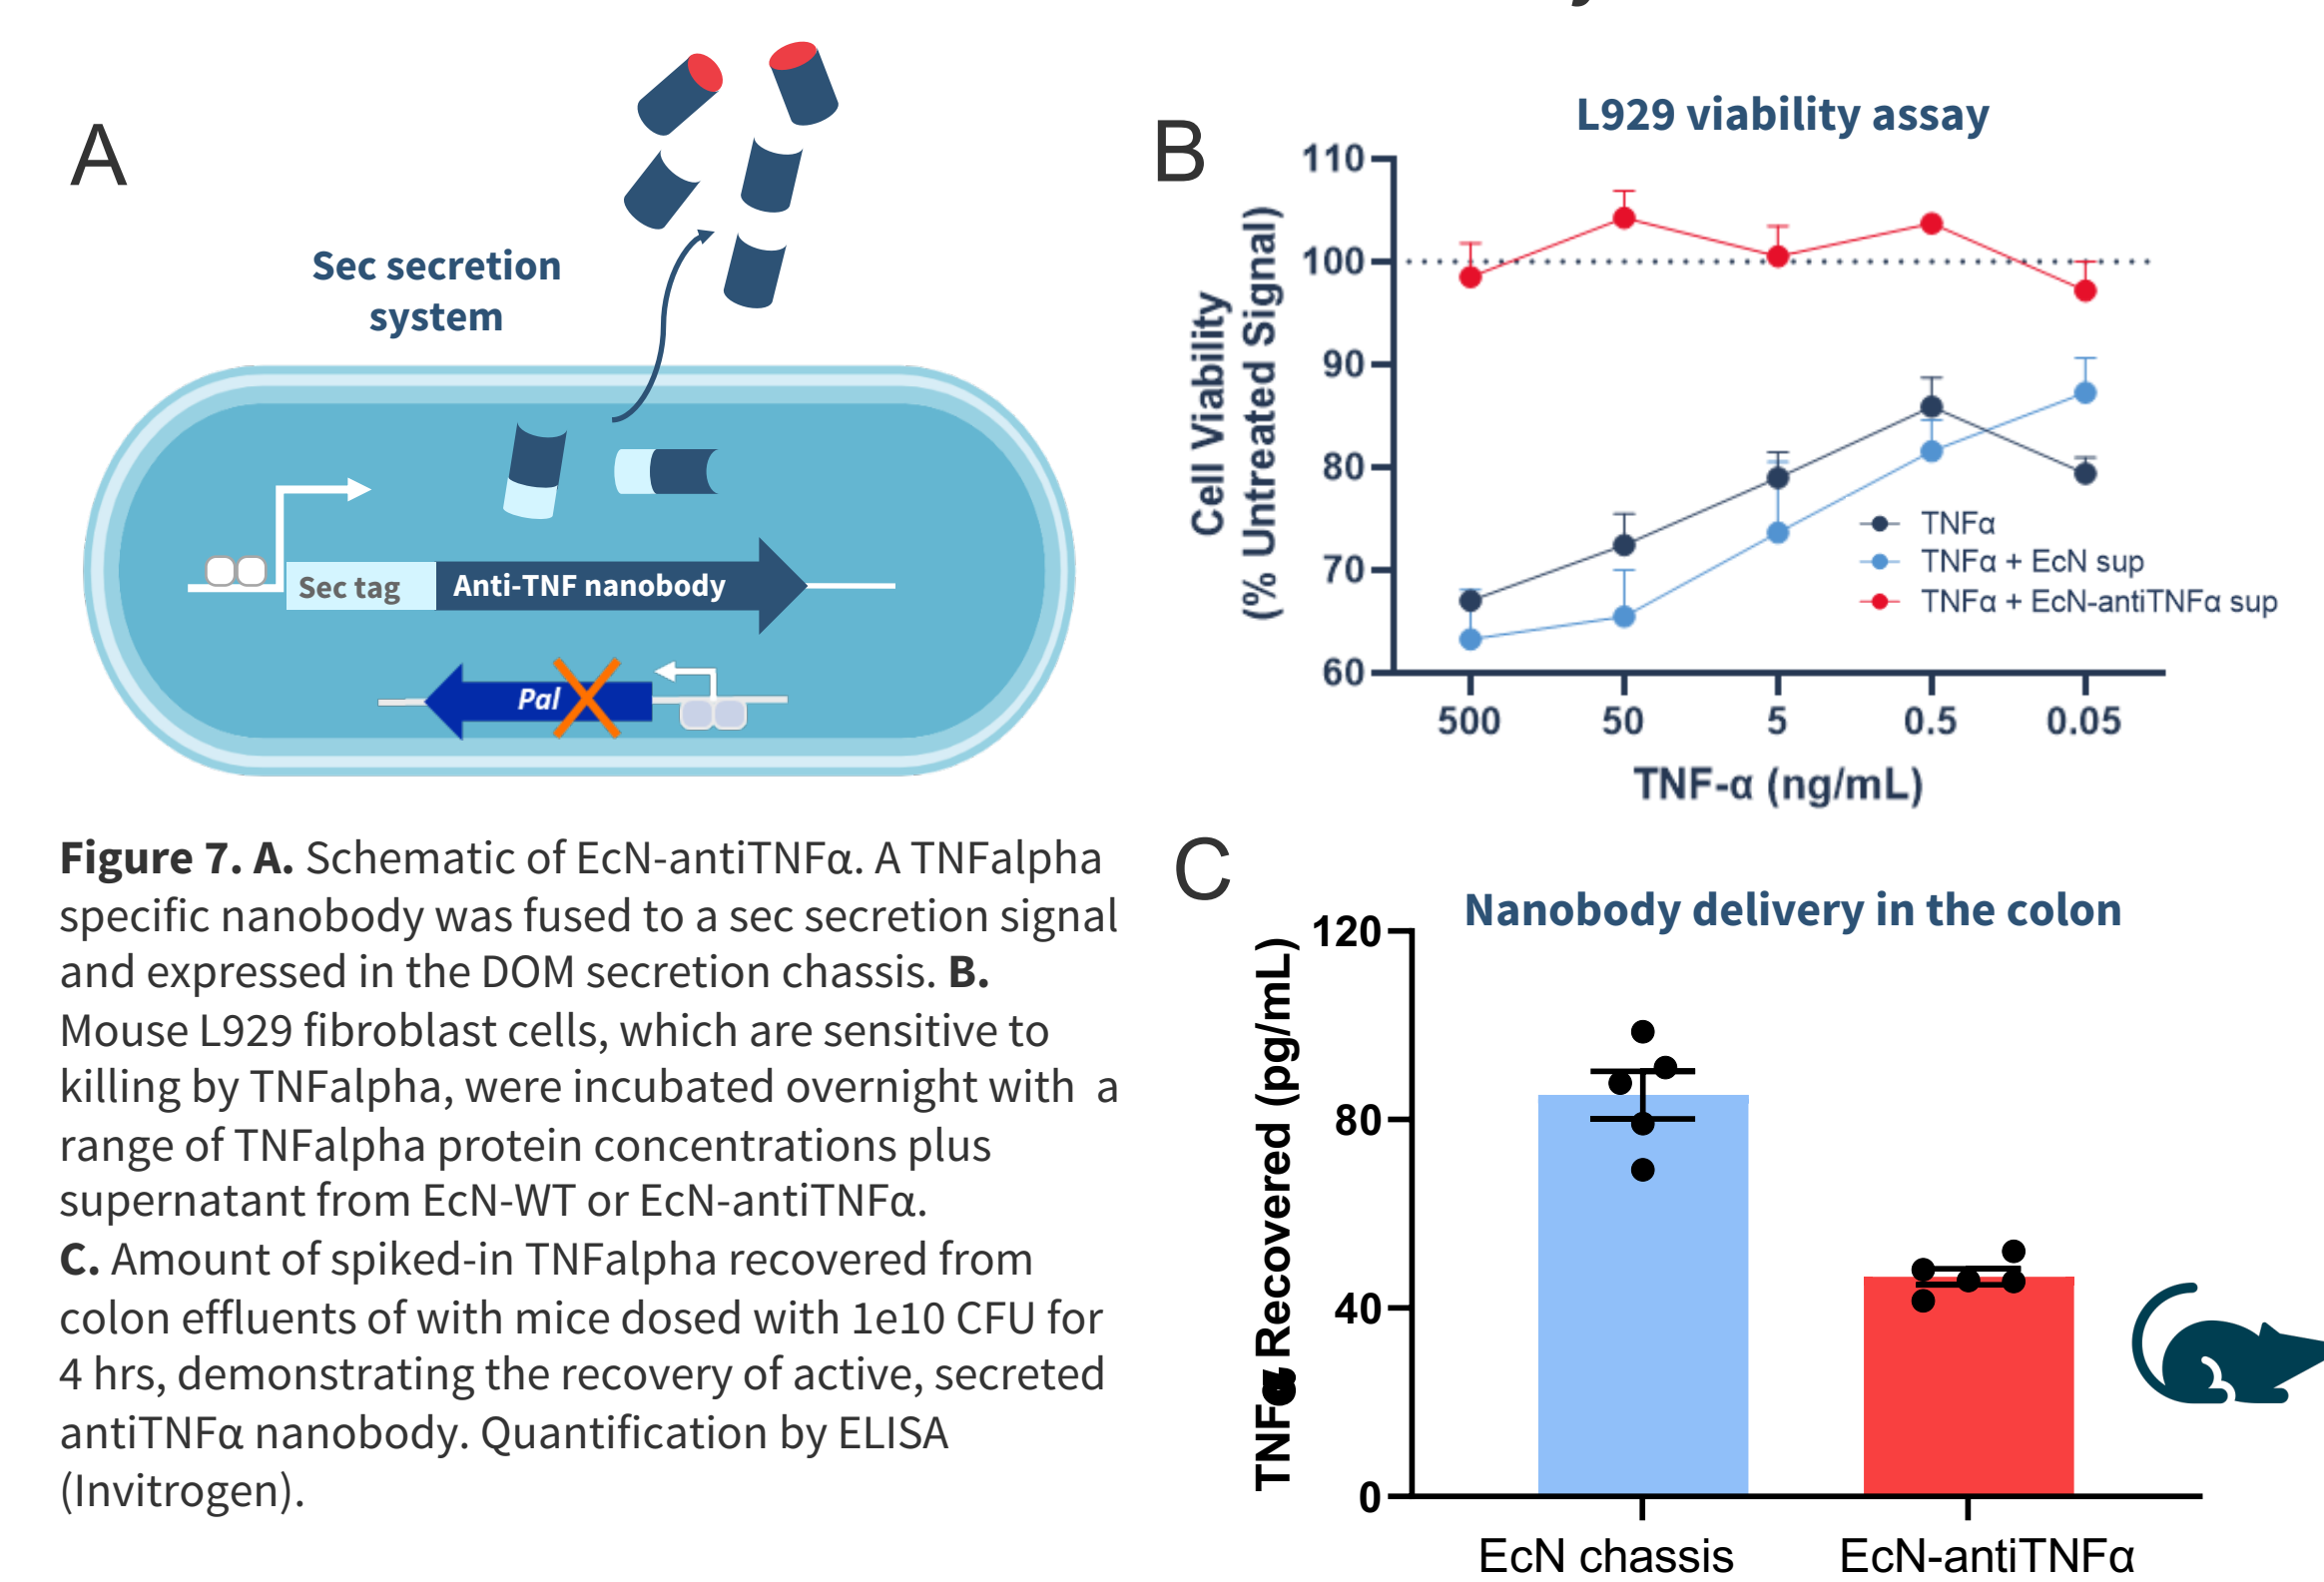 A
Sec secretion
system
Sec tag
Anti-TNF nanobody
Pal
Figure 7. A. Schematic of EcN-antiTNFα. A TNFalpha
specific nanobody was fused to a sec secretion signal
and expressed in the DOM secretion chassis. B.
Mouse L929 fibroblast cells, which are sensitive to
killing by TNFalpha, were incubated overnight with a
range of TNFalpha protein concentrations plus
supernatant from EcN-WT or EcN-antiTNFα.
C. Amount of spiked-in TNFalpha recovered from
colon effluents of with mice dosed with 1e10 CFU for
4 hrs, demonstrating the recovery of active, secreted
antiTNFα nanobody. Quantification by ELISA
(Invitrogen).
B
L929 viability assay
Cell Viability
(% Untreated Signal)
110
100
90
80
70
60
TNFα
TNFα + EcN sup
TNFα + EcN-antiTNFα sup
500 50 5 0.5 0.05
TNF-α (ng/mL)
C
Nanobody delivery in the colon
TNFα Recovered (pg/mL)
120
80
40
0
EcN chassis EcN-antiTNFα